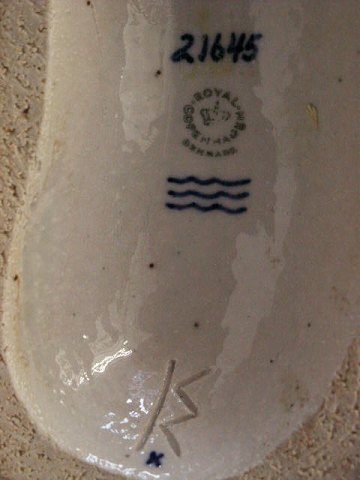 21645
ROYAL
COPENHAGEN
DENMARK